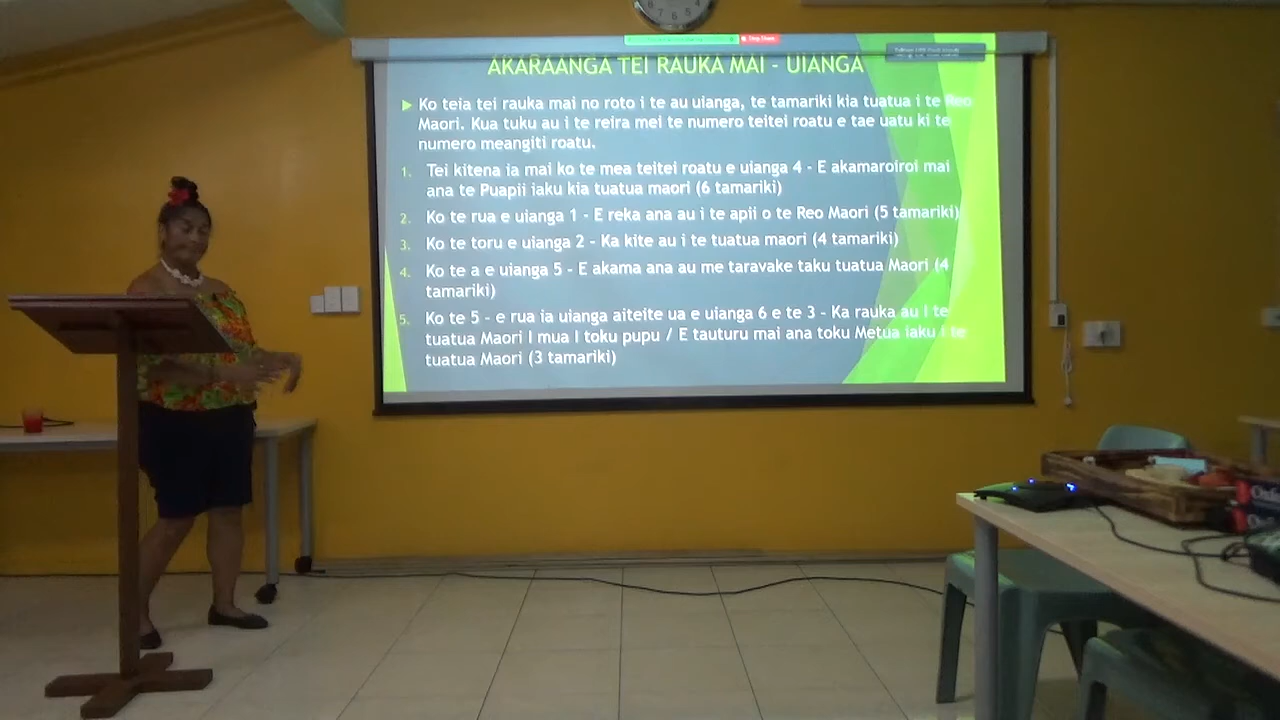 Stop Share
AKARAANGA TEI RAUKA MAI - UIANGA
Ko teia tei rauka mai no roto i te au uianga, te tamariki kia tuatua i te Reo
Maori. Kua tuku au i te reira mei te numero teitei roatu e tae uatu ki te
numero meangiti roatu.
1. Tei kitena ia mai ko te mea teitei roatu e uianga 4 - E akamaroiroi mai
ana te Puapii iaku kia tuatua maori (6 tamariki)
2. Ko te rua e uianga 1 - E reka ana au i te apii o te Reo Maori (5 tamariki)
3. Ko te toru e uianga 2 - Ka kite au i te tuatua maori (4 tamariki)
4. Ko te a e uianga 5 - E akama ana au me taravake taku tuatua Maori (4
tamariki)
5. Ko te 5 - e rua ia uianga aiteite ua e uianga 6 e te 3 - Ka rauka au i te
tuatua Maori I mua I toku pupu / E tauturu mai ana toku Metua iaku i te
tuatua Maori (3 tamariki)